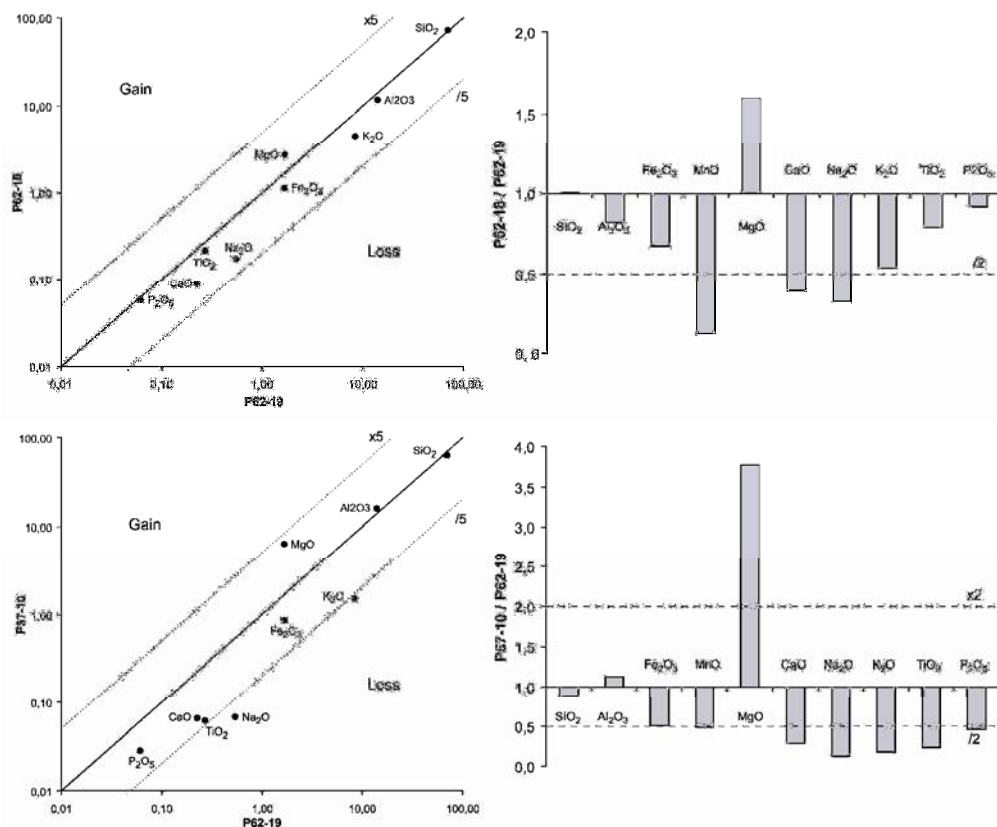 100,00
x5
SiO2
Gain
/5
10,00
Al2O3
K2O
MgO
P62-18
1,00
Fe2O3
Na2O
TiO2
Loss
0,10
CaO
P2O5
0,01
0,01 0,10 1,00 10,00 100,00
P62-19
2,0
1,5
Fe2O3 MnO CaO Na2O K2O TiO2 P2O5
P62-18 / P62-19
1,0
SiO2 Al2O3 MgO
/2
0,5
0,0
100,00
x5
SiO2
Gain
/5
Al2O3
10,00
MgO
P67-10
K2O
1,00
Fe2O3
Loss
0,10
CaO
TiO2
Na2O
P2O5
0,01
0,01 0,10 1,00 10,00 100,00
P62-19
4,0
3,5
3,0
2,5
x2
P67-10 / P62-19
2,0
1,5
Fe2O3 MnO CaO Na2O K2O TiO2 P2O5
1,0
SiO2 Al2O3 MgO
/2
0,5
0,0